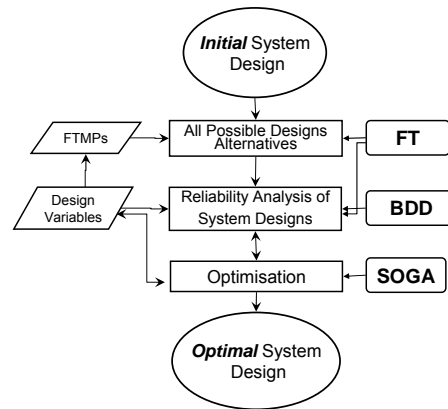 Initial System
Design
FTMPs
All Possible Designs
Alternatives
FT
Design
Variables
Reliability Analysis of
System Designs
BDD
Optimisation
SOGA
Optimal System
Design